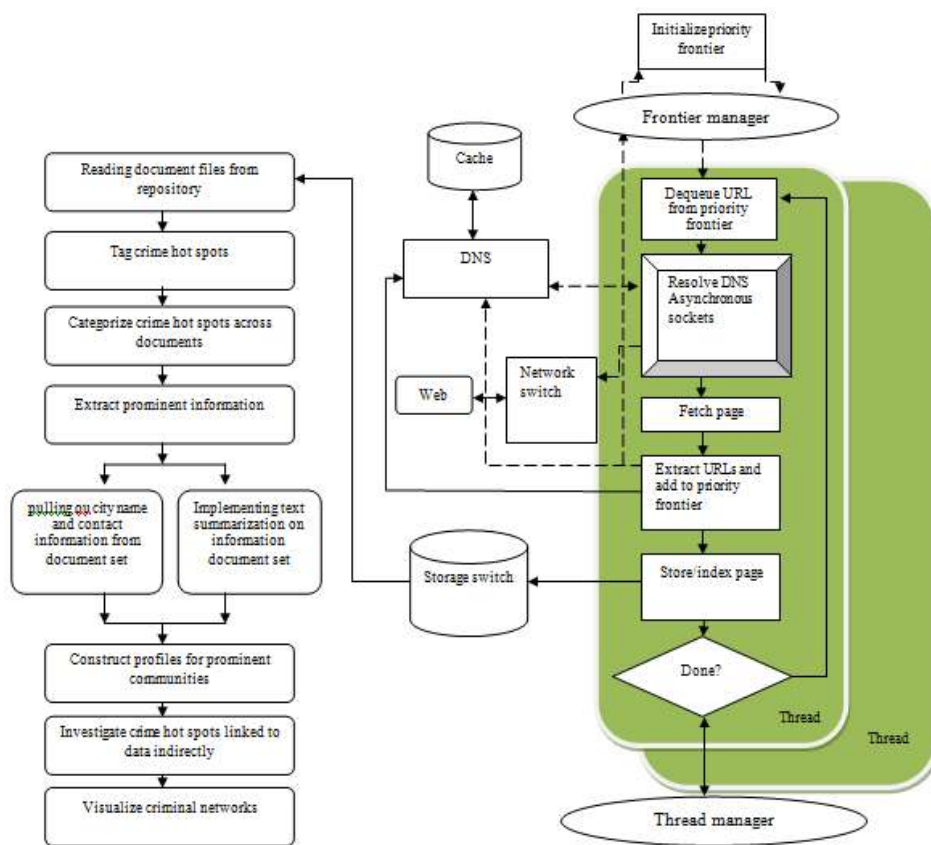 Initialize priority
frontier
Frontier manager
Cache
Reading document files from
repository
Dequeue URL
from priority
frontier
Tag crime hot spots
DNS
Resolve DNS
Asynchronous
sockets
Categorize crime hot spots across
documents
Network
switch
Web
Extract prominent information
Fetch page
Extract URLs and
add to priority
frontier
pulling ou city name
and contact
information from
document set
Implementing text
summarization on
information document
set
Storage switch
Store/index page
Construct profiles for prominent
communities
Done?
Investigate crime hot spots linked to
data indirectly
Thread
Thread
Visualize criminal networks
Thread manager